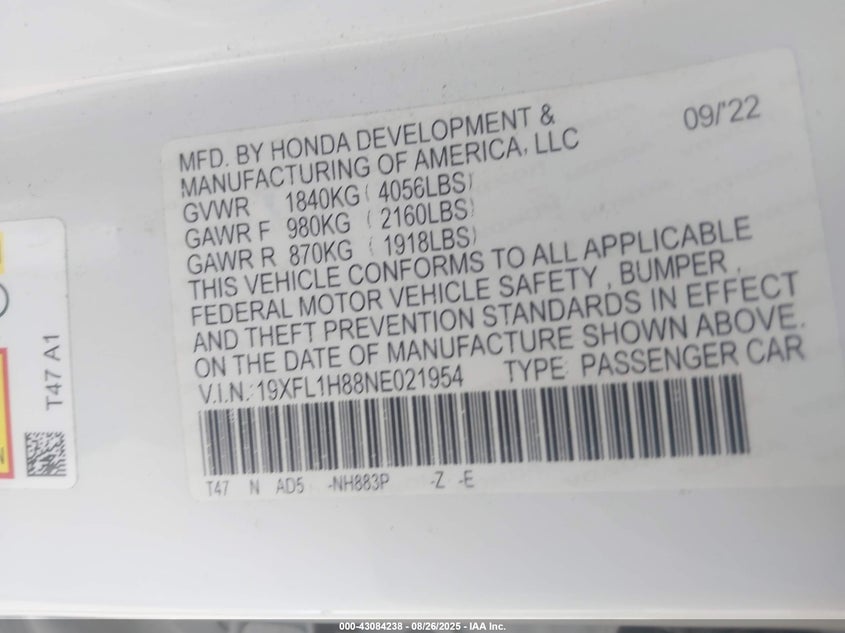 MFD. BY HONDA DEVELOPMENT &
MANUFACTURING OF AMERICA, LLC
09/'22
GVWR 1840KG ( 4056LBS)
GAWR F 980KG ( 2160LBS)
GAWR R 870KG ( 1918LBS)
THIS VEHICLE CONFORMS TO ALL APPLICABLE
FEDERAL MOTOR VEHICLE SAFETY , BUMPER ,
AND THEFT PREVENTION STANDARDS IN EFFECT
ON THE DATE OF MANUFACTURE SHOWN ABOVE.
V.I.N.: 19XFL1H88NE021954 TYPE: PASSENGER CAR
T47 N AD5 -NH883P -Z -E
T47 A1
000-43084238 - 08/26/2025 - IAA Inc.